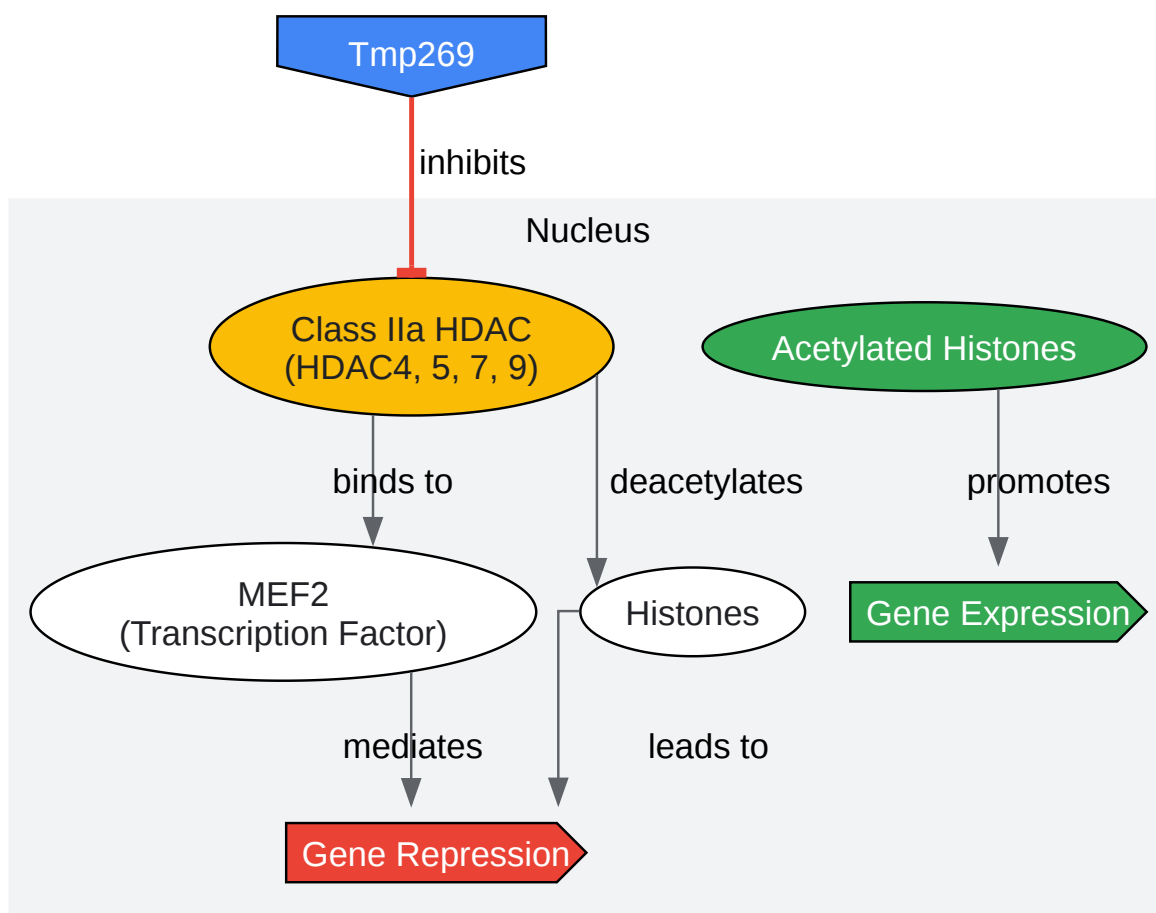 Tmp269
inhibits
Nucleus
Class IIa HDAC
(HDAC4, 5, 7, 9)
Acetylated Histones
binds to
deacetylates
promotes
MEF2
(Transcription Factor)
Histones
Gene Expression
mediates
leads to
Gene Repression